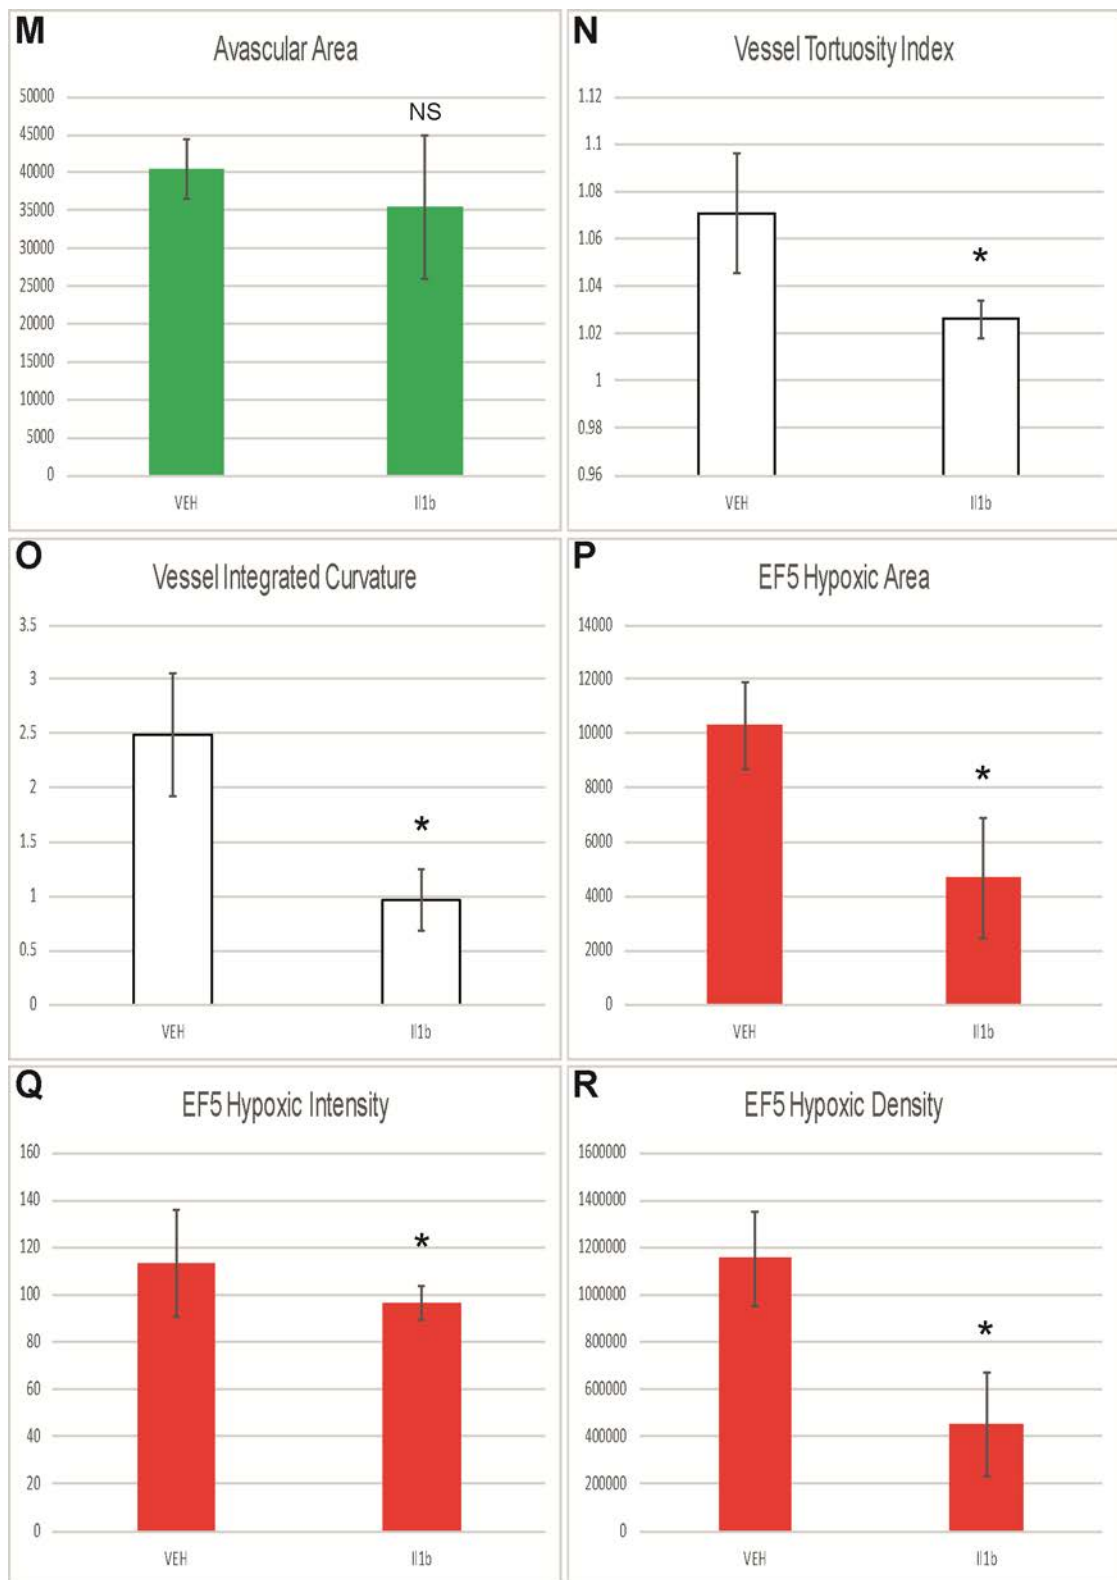 M
Avascular Area
50000
45000
40000
35000
30000
25000
20000
15000
10000
5000
0
NS
VEH
Il1b
N
Vessel Tortuosity Index
1.12
1.1
1.08
1.06
1.04
1.02
1
0.98
0.96
*
VEH
Il1b
O
Vessel Integrated Curvature
3.5
3
2.5
2
1.5
1
0.5
0
*
VEH
Il1b
P
EF5 Hypoxic Area
14000
12000
10000
8000
6000
4000
2000
0
*
VEH
Il1b
Q
EF5 Hypoxic Intensity
160
140
120
100
80
60
40
20
0
*
VEH
Il1b
R
EF5 Hypoxic Density
1600000
1400000
1200000
1000000
800000
600000
400000
200000
0
*
VEH
Il1b